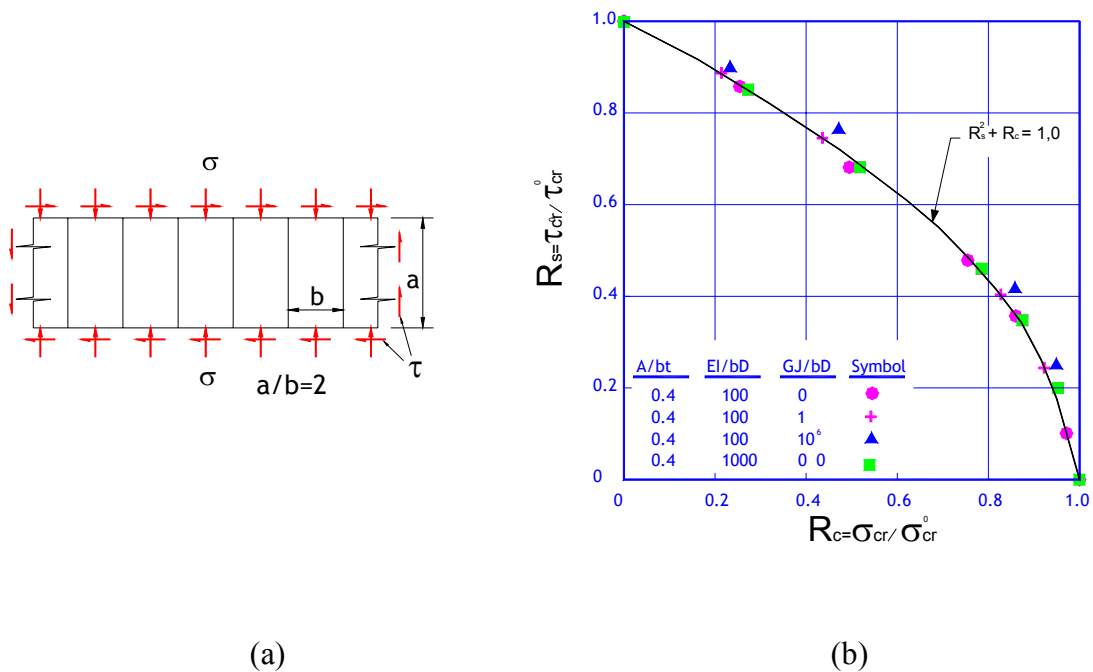 σ
a
b
τ
σ
a/b=2
(a)
1.0
0.8
0.6
0.4
0.2
0
Rs=τcr/τ⁰cr
R²s+Rc=1,0
A/bt EI/bD GJ/bD Symbol
0.4 100 0
0.4 100 1
0.4 100 10⁶
0.4 1000 0 0
0 0.2 0.4 0.6 0.8 1.0
Rc=σcr/σ⁰cr
(b)